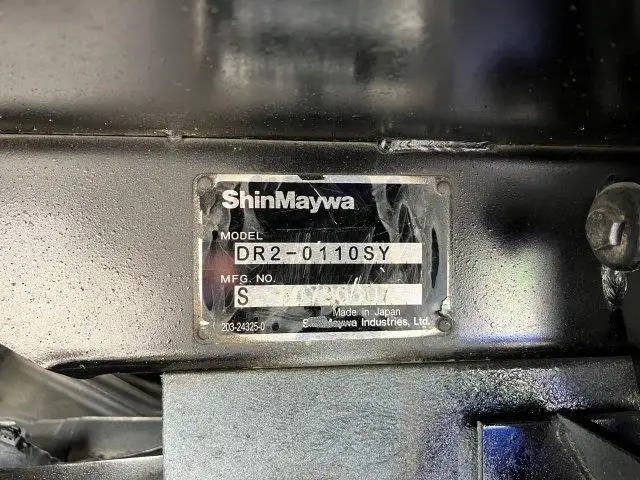 ShinMaywa
MODEL
DR2-0110SY
MFG. NO.
S
Made in Japan
203-24325-0
ShinMaywa Industries, Ltd.